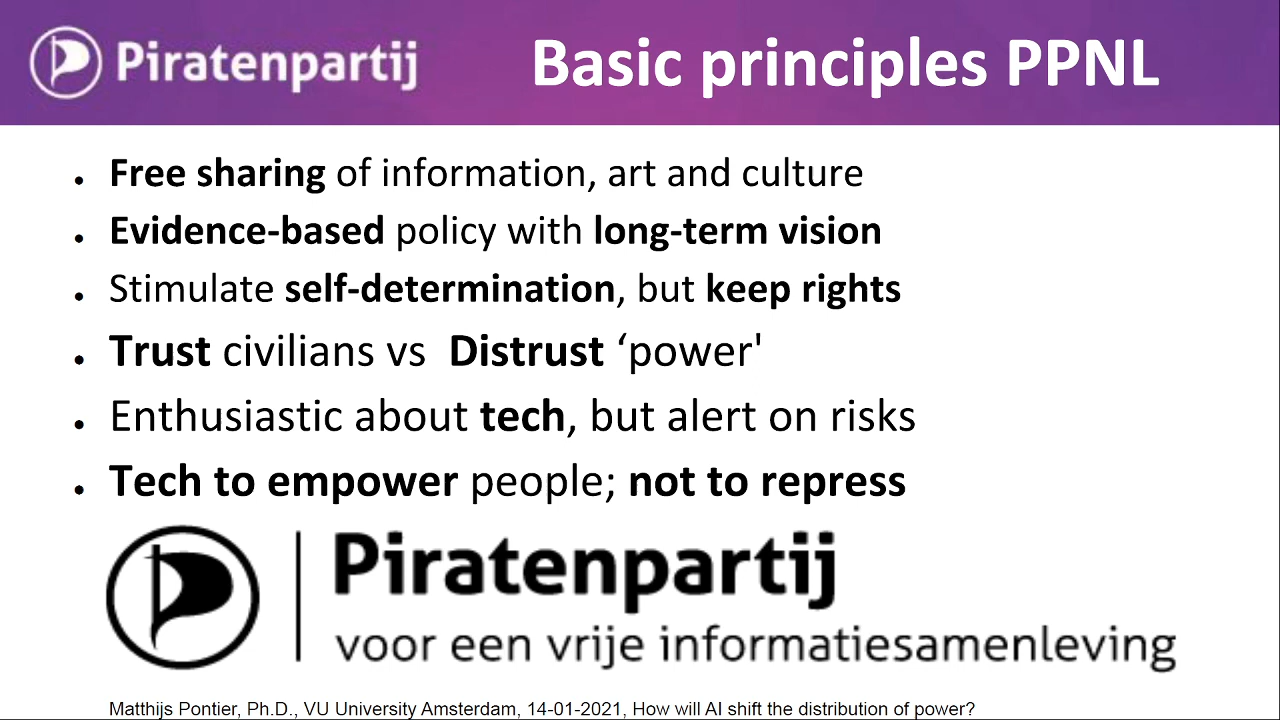 Piratenpartij
Basic principles PPNL
• Free sharing of information, art and culture
• Evidence-based policy with long-term vision
• Stimulate self-determination, but keep rights
• Trust civilians vs  Distrust ‘power'
• Enthusiastic about tech, but alert on risks
• Tech to empower people; not to repress
Piratenpartij
voor een vrije informatiesamenleving
Matthijs Pontier, Ph.D., VU University Amsterdam, 14-01-2021, How will AI shift the distribution of power?